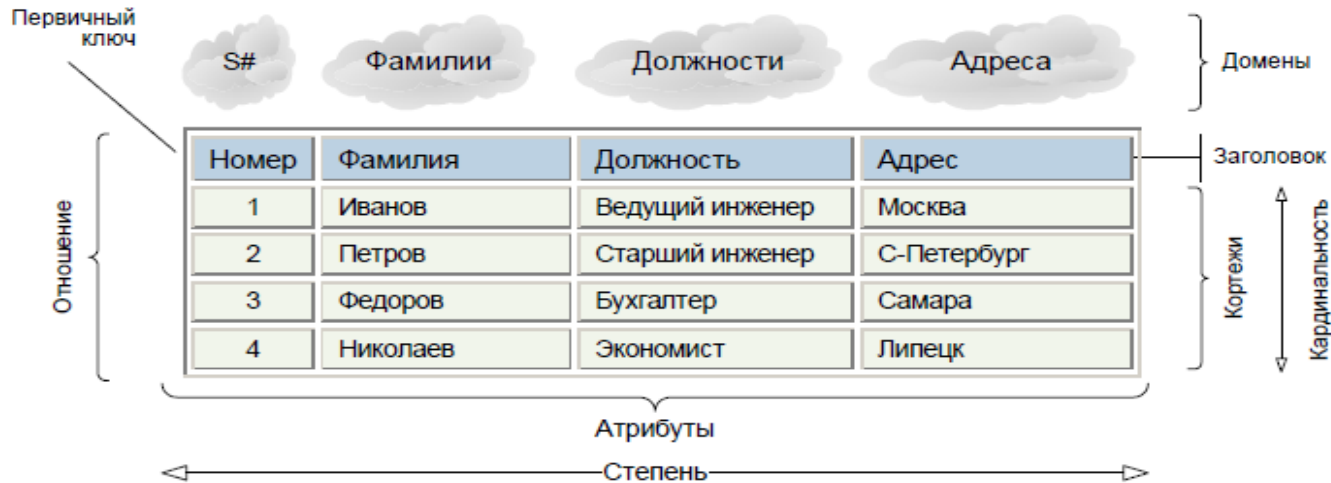 Первичный
ключ
S#
Фамилии
Должности
Адреса
Домены
Номер
Фамилия
Должность
Адрес
Заголовок
1
Иванов
Ведущий инженер
Москва
2
Петров
Старший инженер
С-Петербург
3
Федоров
Бухгалтер
Самара
4
Николаев
Экономист
Липецк
Отношение
Кортежи
Кардинальность
Атрибуты
Степень